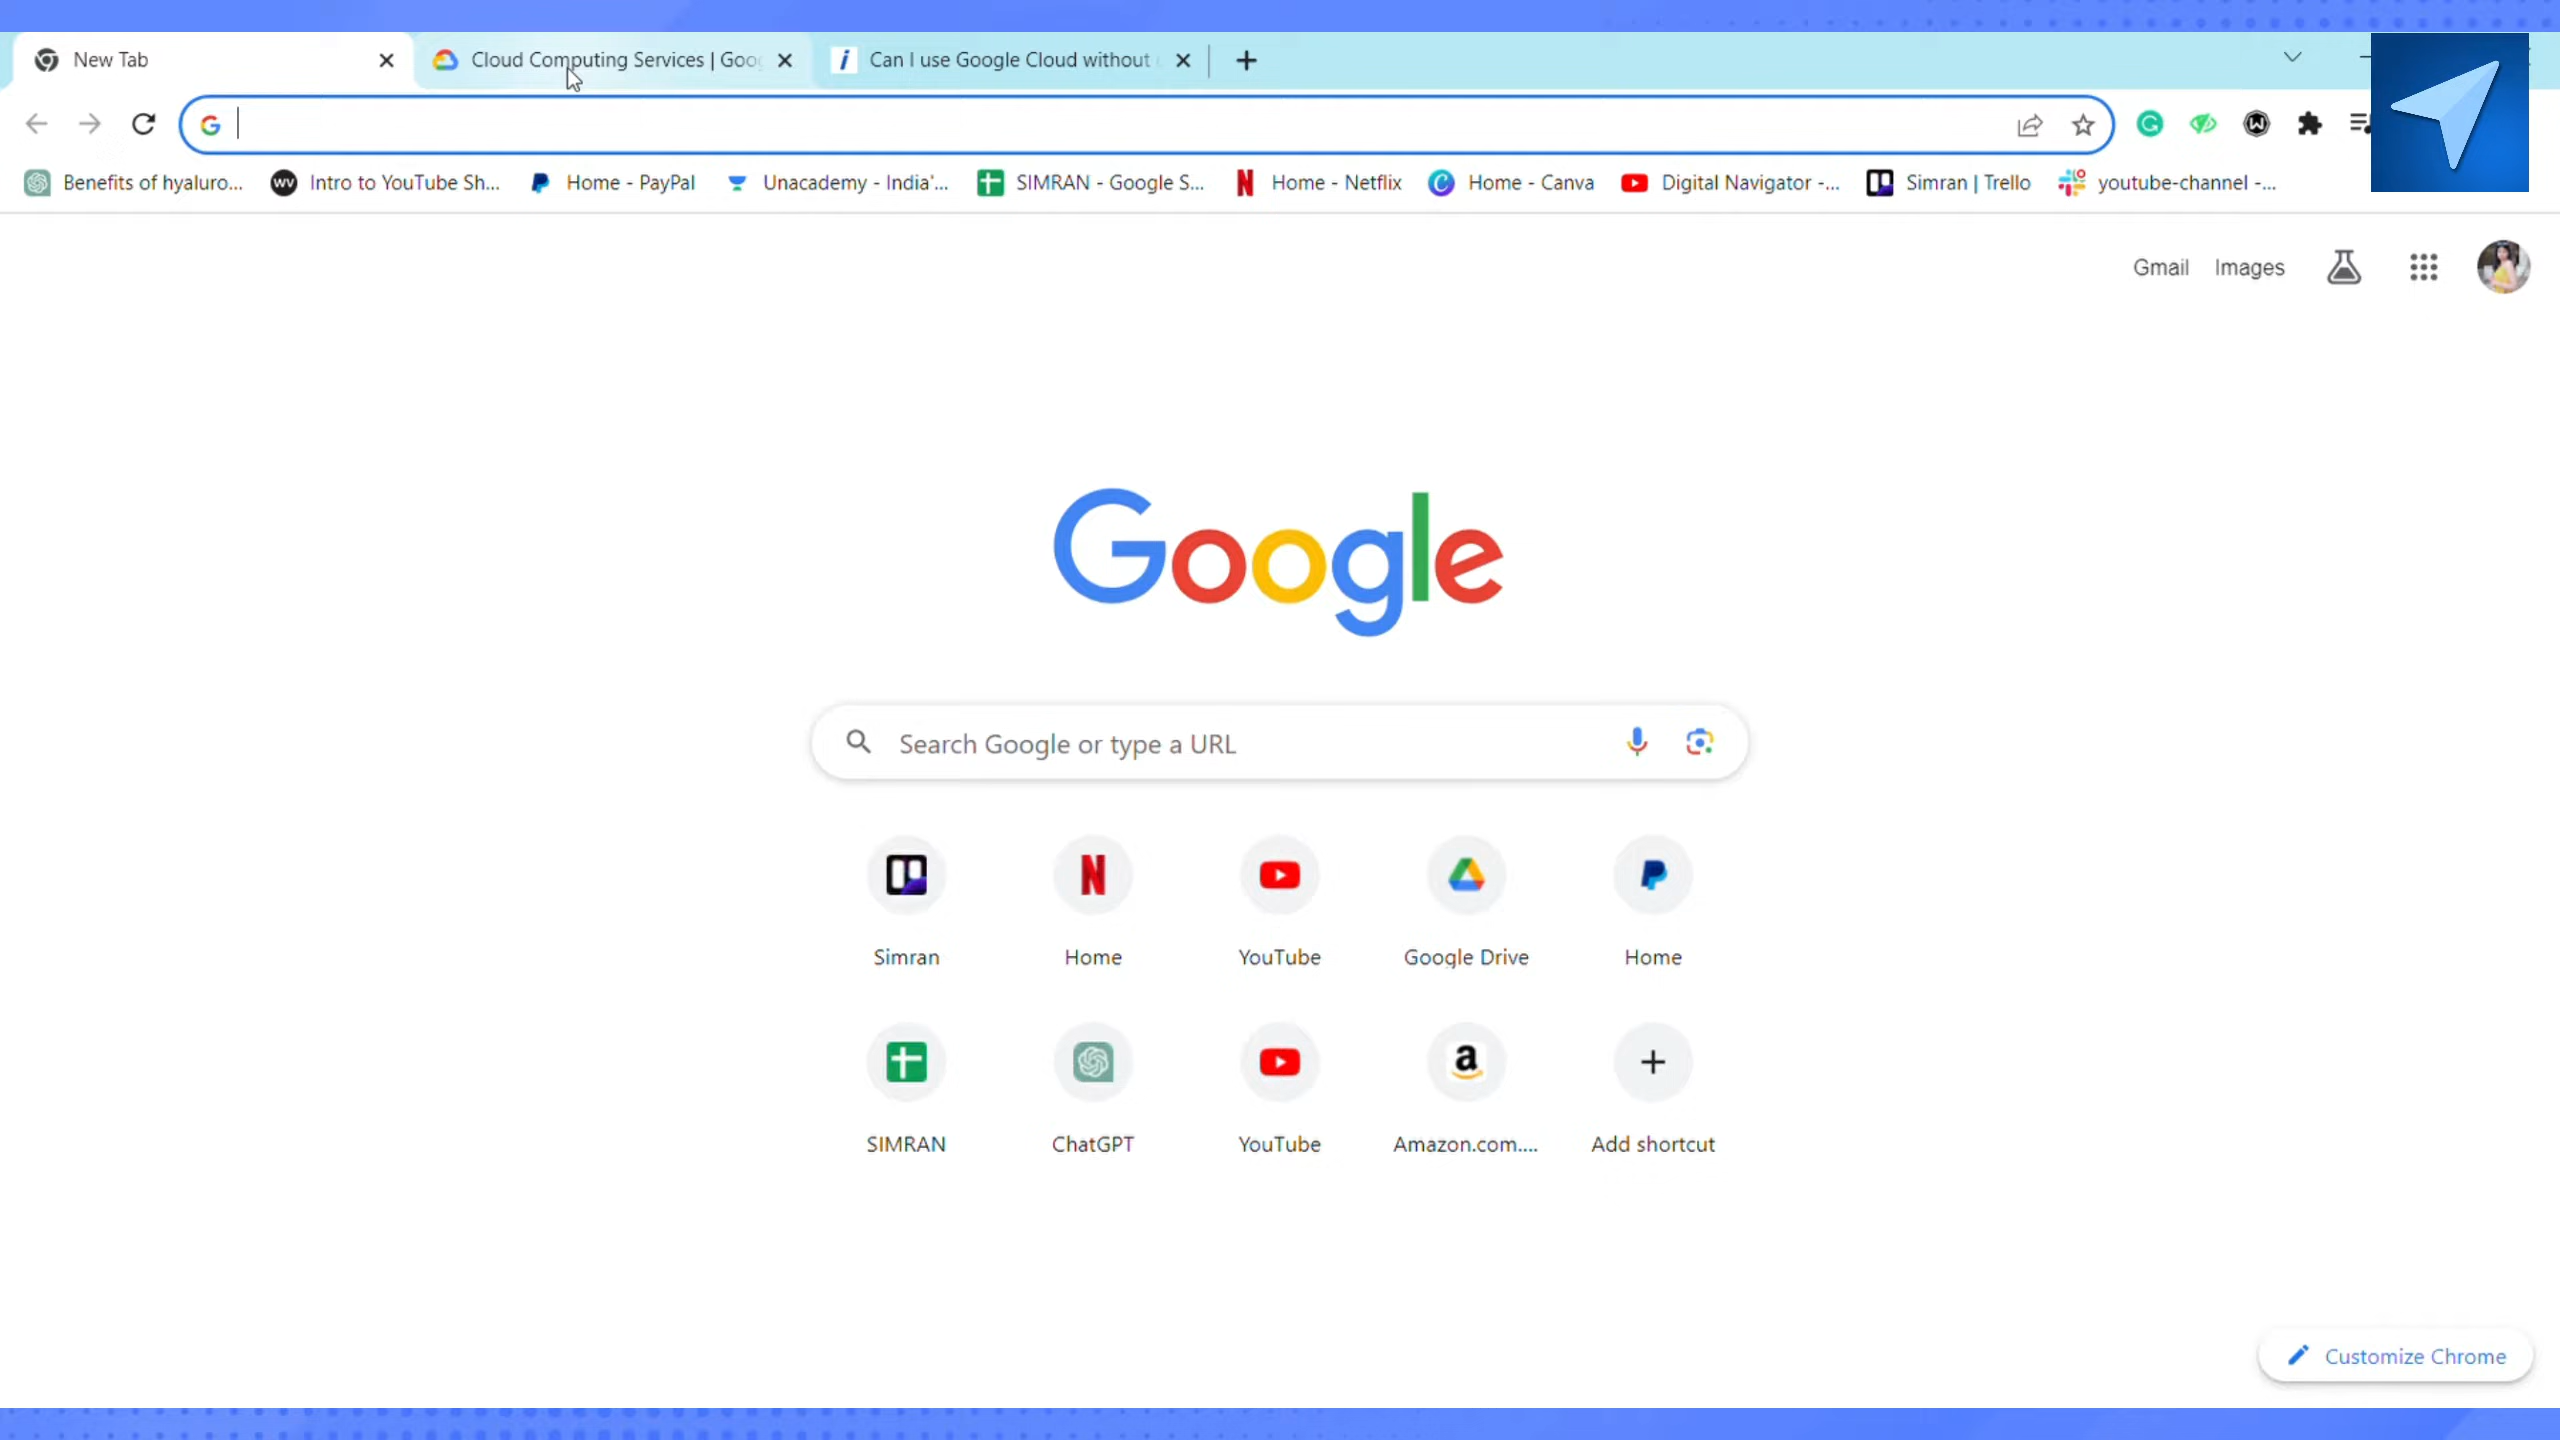 New Tab
Cloud Computing Services | Goo
Can I use Google Cloud without
Benefits of hyaluro...
Intro to YouTube Sh...
Home - PayPal
Unacademy - India'...
SIMRAN - Google S...
Home - Netflix
Home - Canva
Digital Navigator -...
Simran | Trello
youtube-channel -...
Gmail
Images
Google
Search Google or type a URL
Simran
Home
YouTube
Google Drive
Home
SIMRAN
ChatGPT
YouTube
Amazon.com....
Add shortcut
Customize Chrome